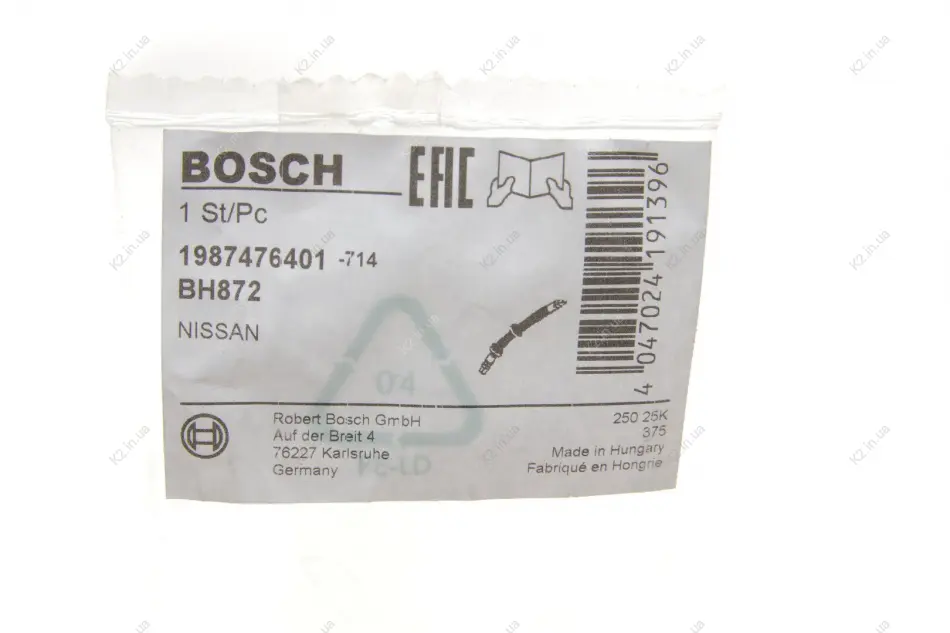 BOSCH
EAC
1 St/Pc
1987476401 -714
BH872
NISSAN
4 047024 191396
04
PE-LD
Robert Bosch GmbH
Auf der Breit 4
76227 Karlsruhe
Germany
250 25K
375
Made in Hungary
Fabriqué en Hongrie
K2.in.ua